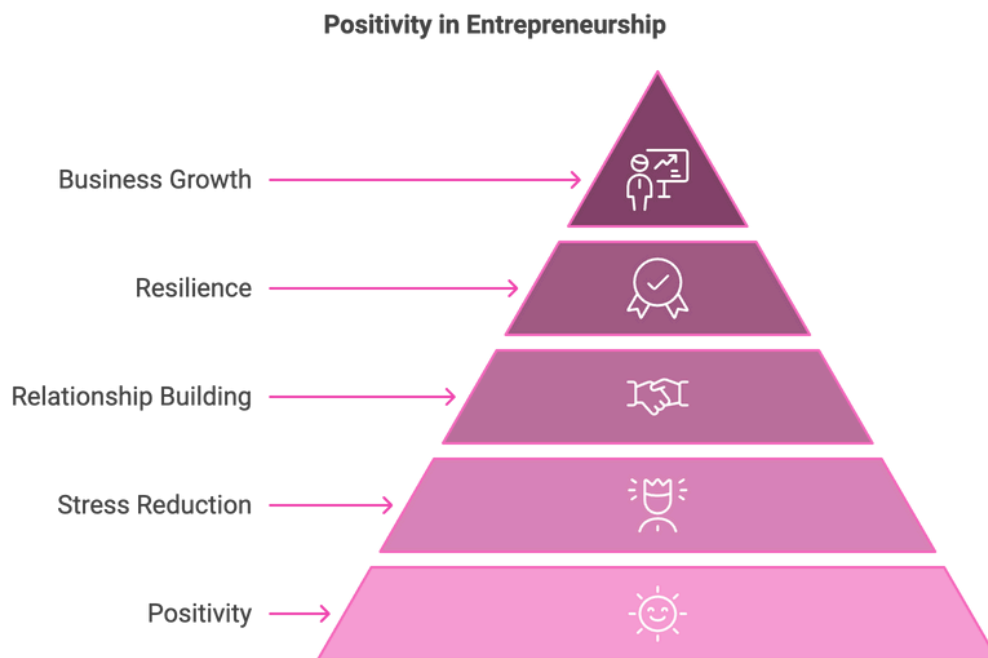 Positivity in Entrepreneurship
Business Growth
Resilience
Relationship Building
Stress Reduction
Positivity